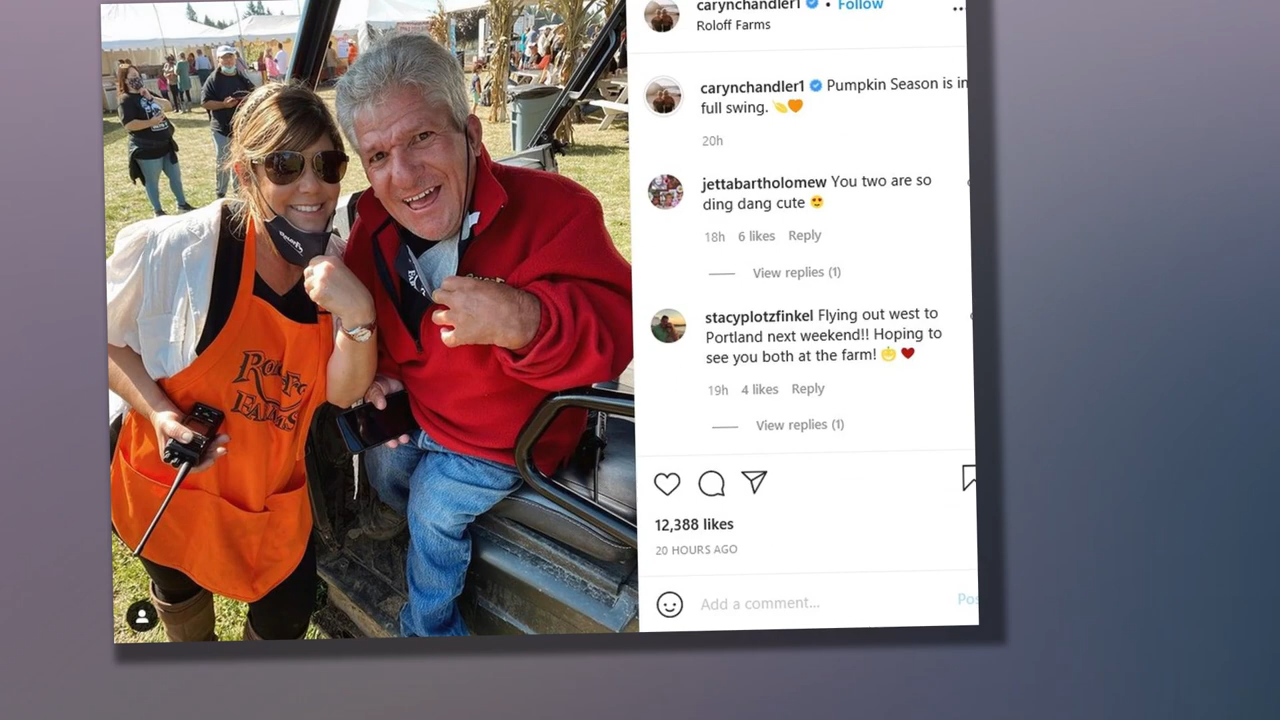 carynchandler1 • Follow
Roloff Farms
carynchandler1 Pumpkin Season is in
full swing. 🍂🧡
20h
jettabartholomew You two are so
ding dang cute 😍
18h 6 likes Reply
View replies (1)
stacyplotzfinkel Flying out west to
Portland next weekend!! Hoping to
see you both at the farm! 🎃 ♥️
19h 4 likes Reply
View replies (1)
12,388 likes
20 HOURS AGO
Add a comment...
Pos
FARMS